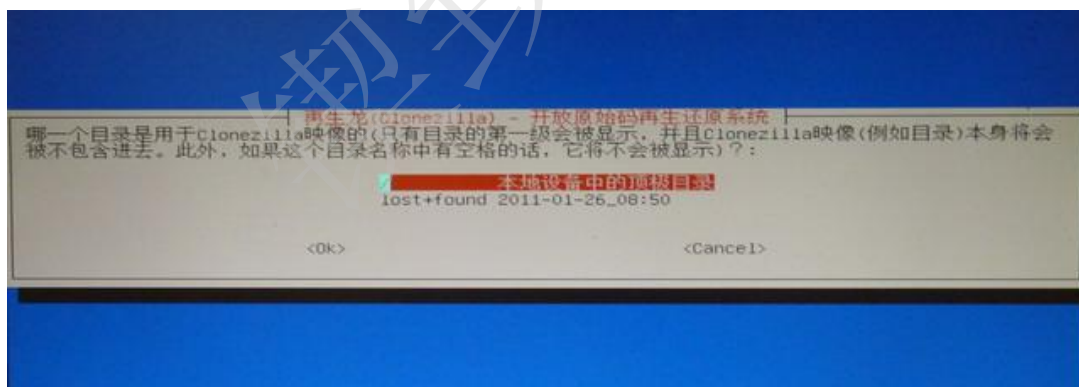 再生龙(Clonezilla) - 开放原始码再生还原系统
哪一个目录是用于Clonezilla映像的(只有目录的第一级会被显示，并且Clonezilla映像(例如目录)本身将会
被不包含进去。此外，如果这个目录名称中有空格的话，它将不会被显示)？:
/ 本地设备中的顶极目录
lost+found 2011-01-26_08:50
<Ok> <Cancel>